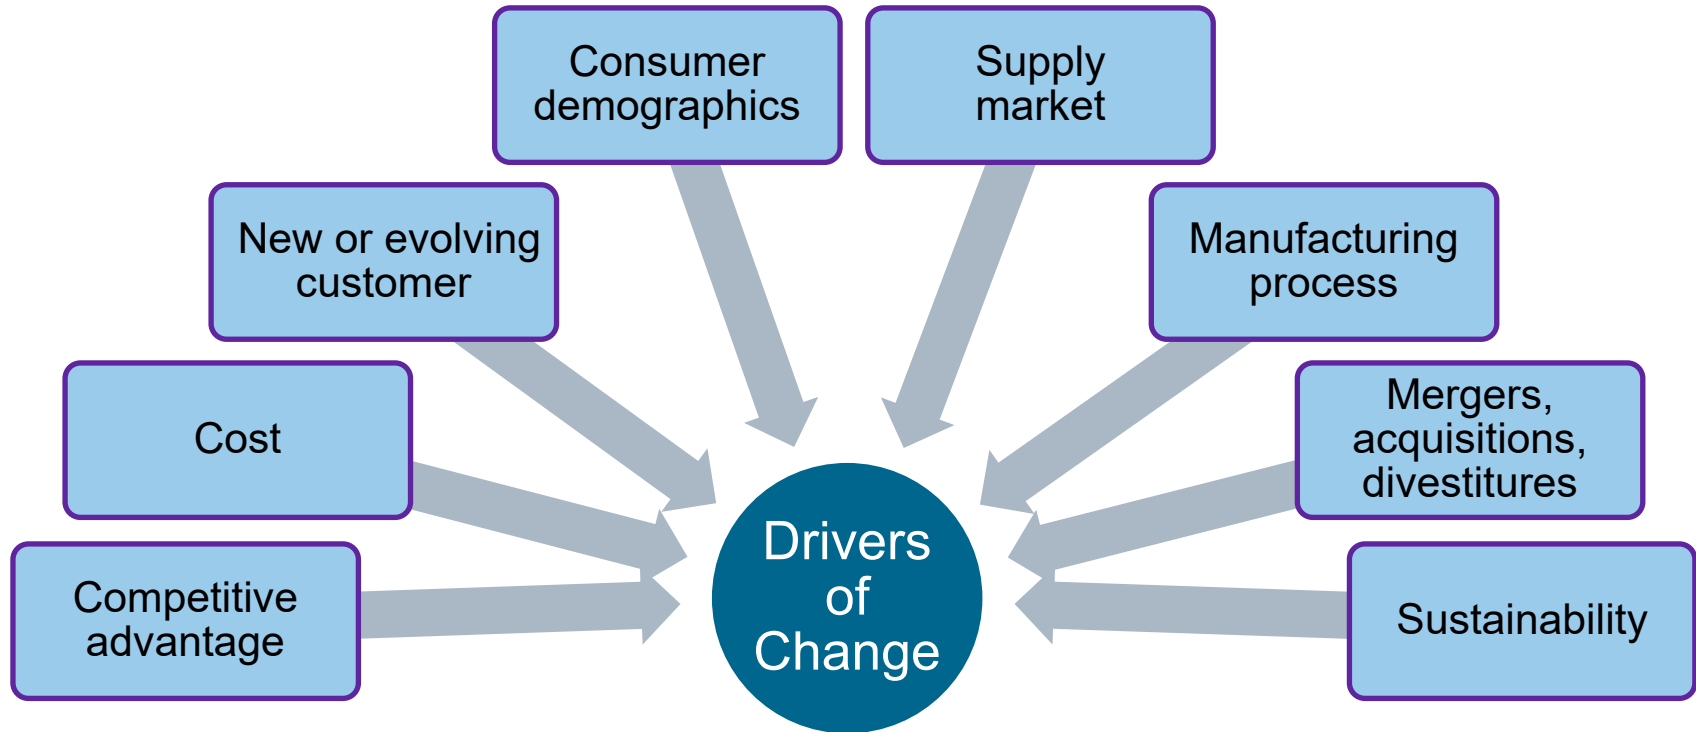 Consumer
demographics
Supply
market
New or evolving
customer
Manufacturing
process
Cost
Mergers,
acquisitions,
divestitures
Competitive
advantage
Sustainability
Drivers
of
Change